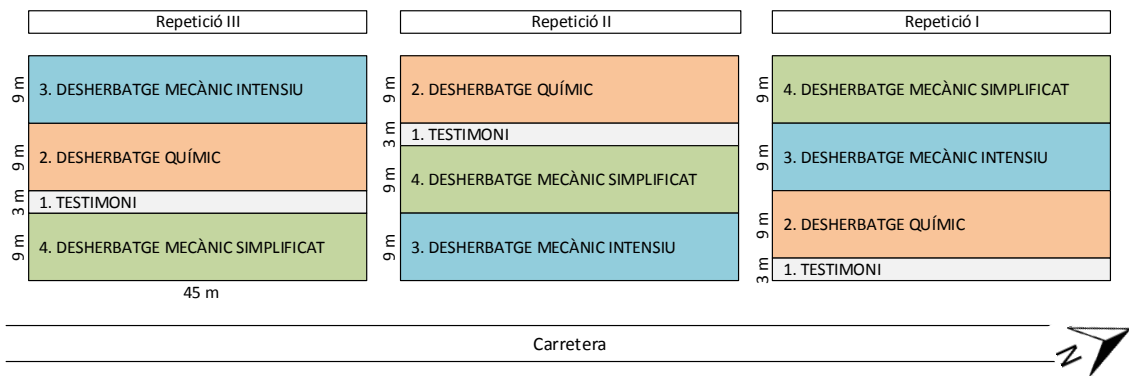 Repetició III
Repetició II
Repetició I
9 m
3. DESHERBATGE MECÀNIC INTENSIU
9 m
2. DESHERBATGE QUÍMIC
3 m
1. TESTIMONI
9 m
4. DESHERBATGE MECÀNIC SIMPLIFICAT
45 m
9 m
2. DESHERBATGE QUÍMIC
3 m
1. TESTIMONI
9 m
4. DESHERBATGE MECÀNIC SIMPLIFICAT
9 m
3. DESHERBATGE MECÀNIC INTENSIU
9 m
4. DESHERBATGE MECÀNIC SIMPLIFICAT
9 m
3. DESHERBATGE MECÀNIC INTENSIU
9 m
2. DESHERBATGE QUÍMIC
3 m
1. TESTIMONI
Carretera
N